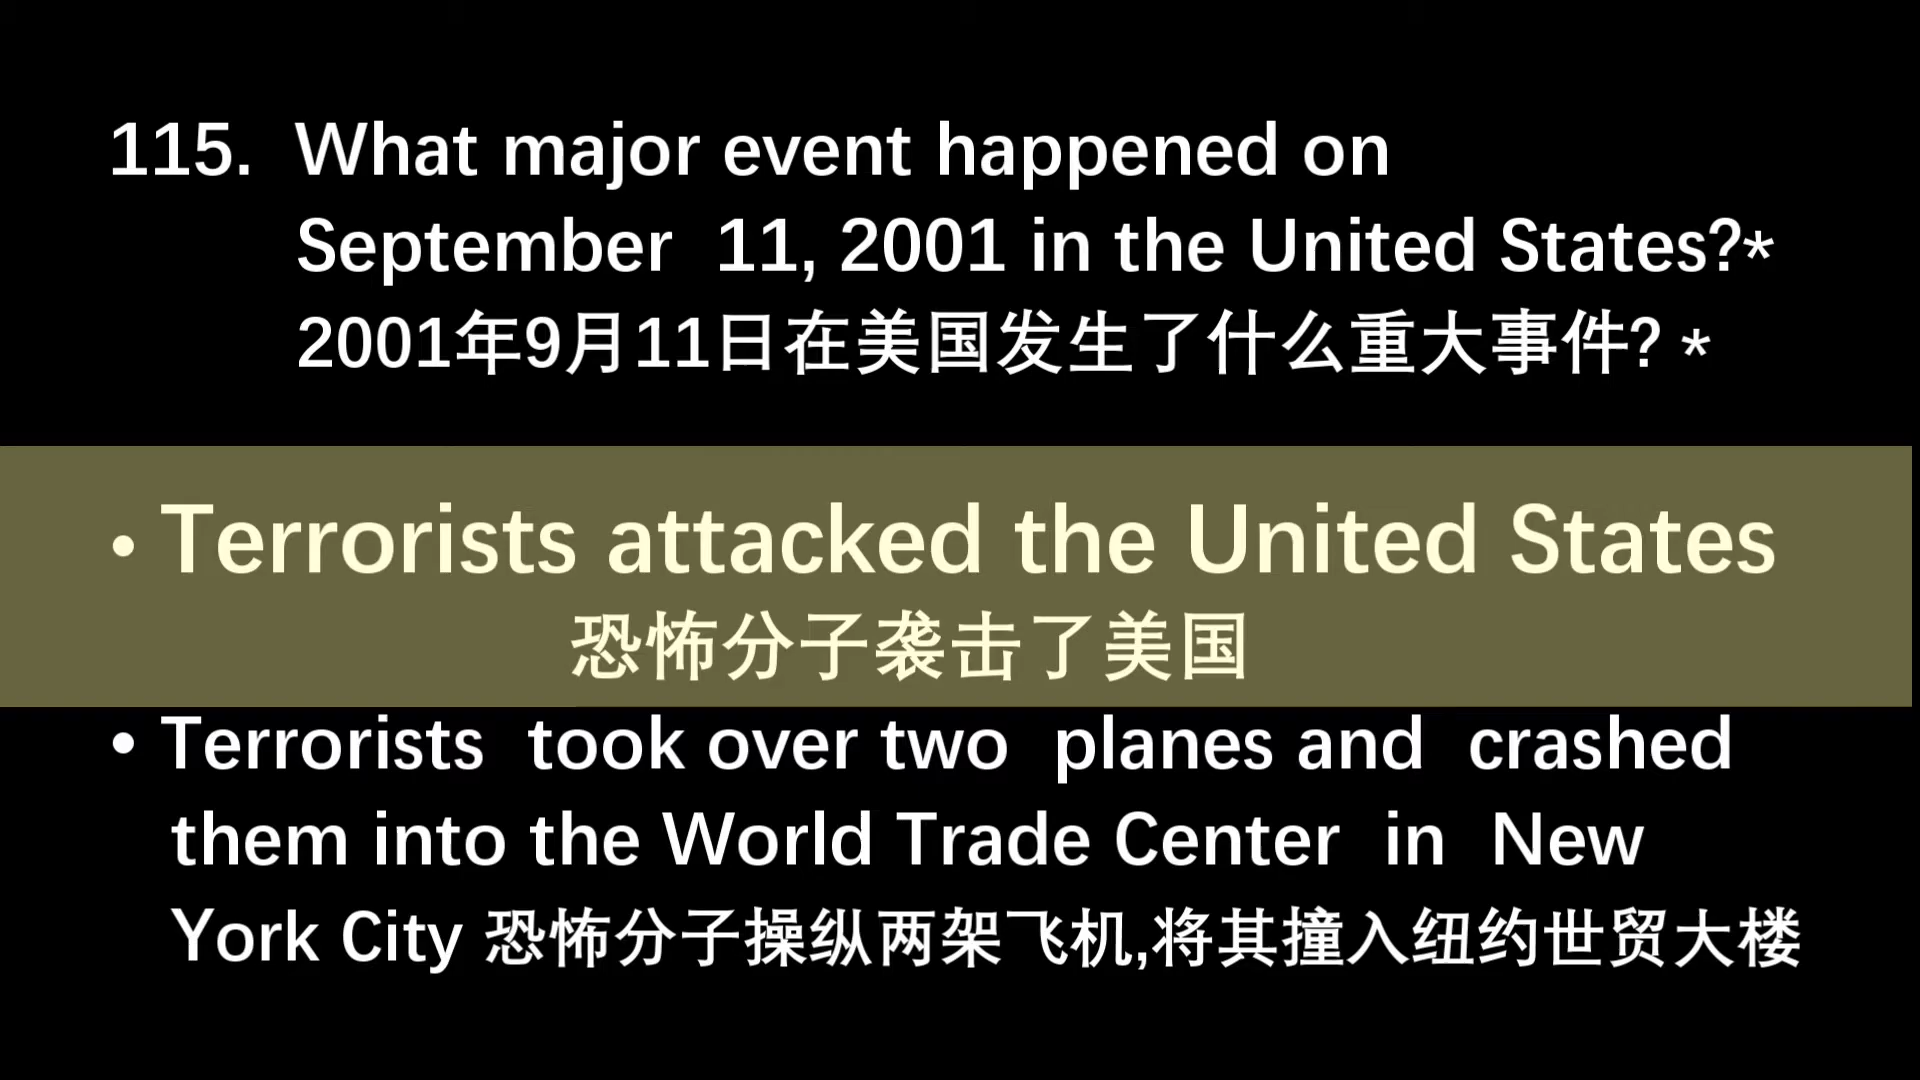 115. What major event happened on
September 11, 2001 in the United States?*
2001年9月11日在美国发生了什么重大事件? *
• Terrorists attacked the United States
恐怖分子袭击了美国
• Terrorists took over two planes and crashed
them into the World Trade Center in New
York City 恐怖分子操纵两架飞机,将其撞入纽约世贸大楼